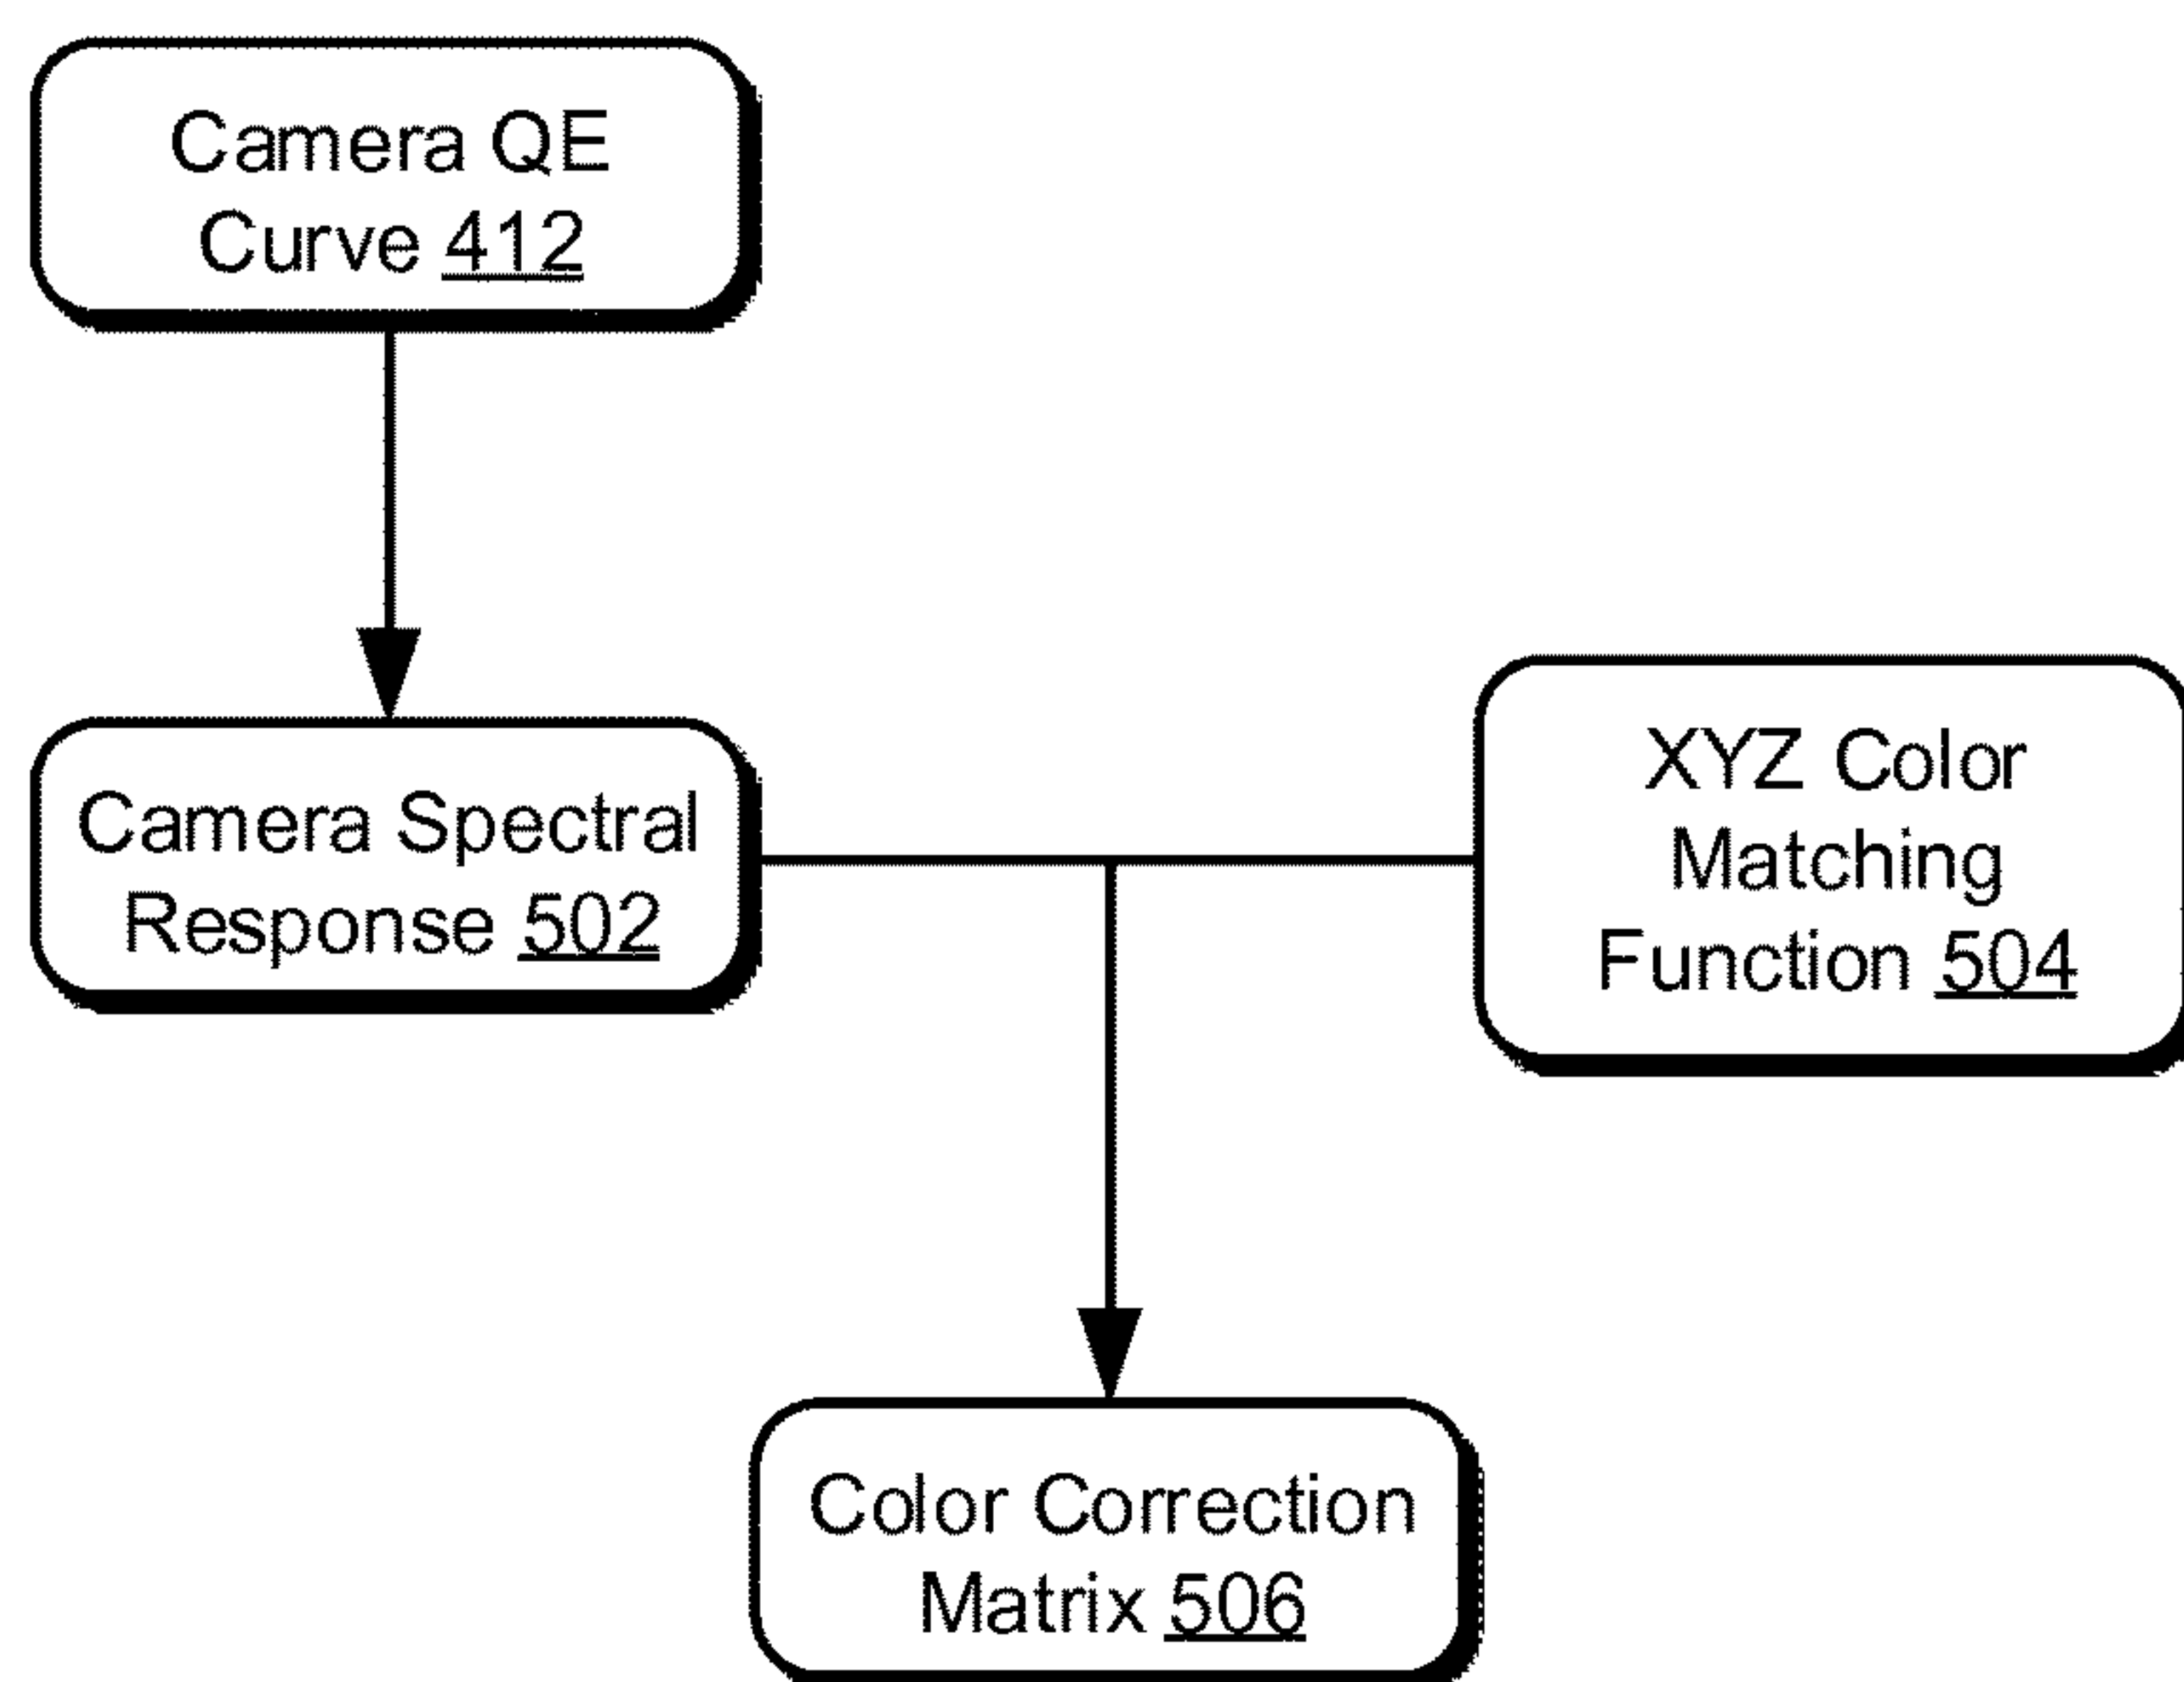 Camera QE
Curve 412
Camera Spectral
Response 502
XYZ Color
Matching
Function 504
Color Correction
Matrix 506